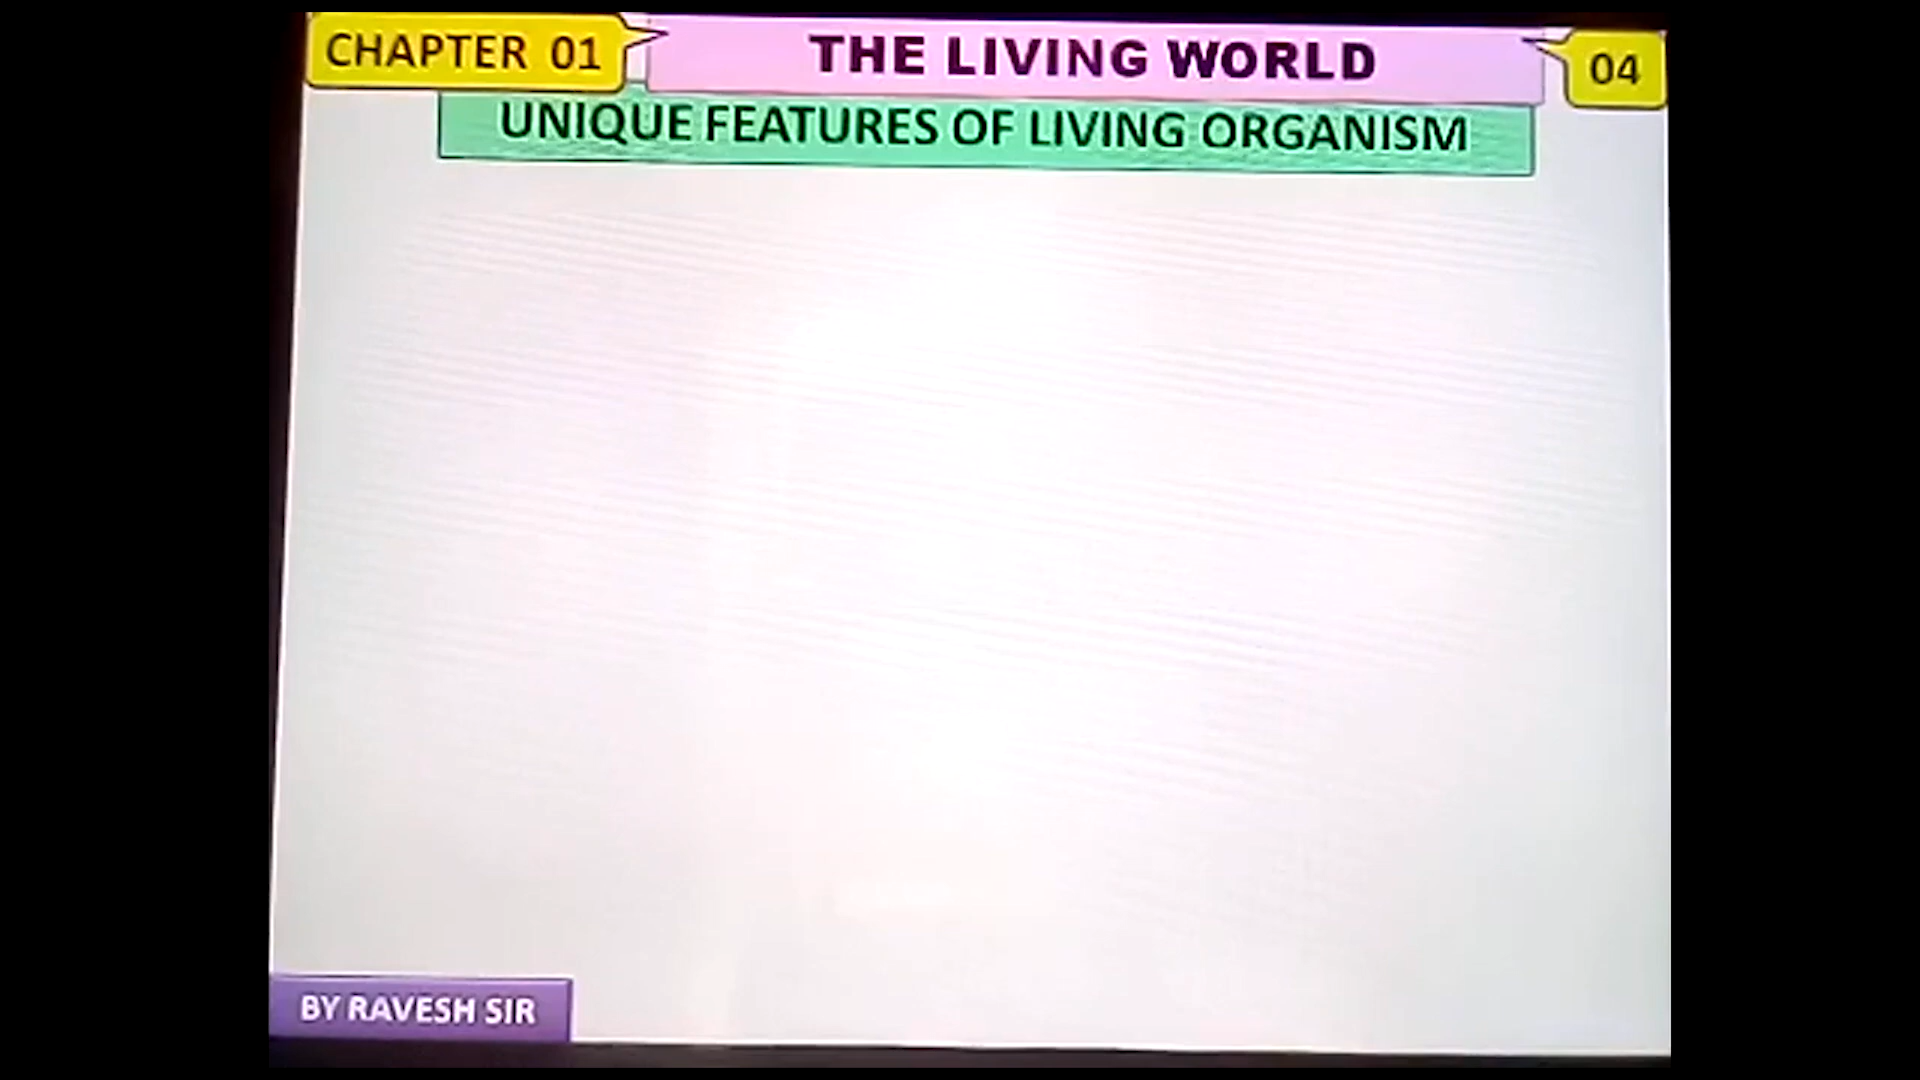 CHAPTER 01
THE LIVING WORLD
04
UNIQUE FEATURES OF LIVING ORGANISM
BY RAVESH SIR